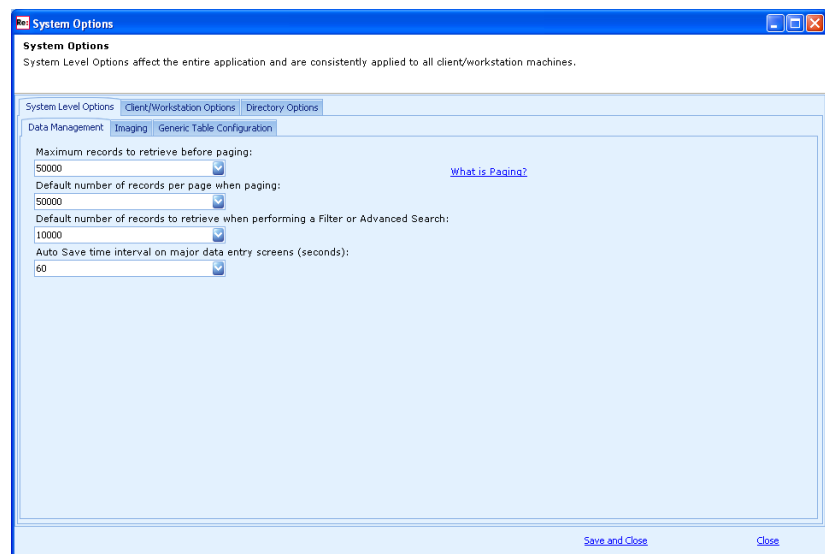 Re: System Options
System Options
System Level Options affect the entire application and are consistently applied to all client/workstation machines.
System Level Options Client/Workstation Options Directory Options
Data Management Imaging Generic Table Configuration
Maximum records to retrieve before paging:
50000
What is Paging?
Default number of records per page when paging:
50000
Default number of records to retrieve when performing a Filter or Advanced Search:
10000
Auto Save time interval on major data entry screens (seconds):
60
Save and Close Close